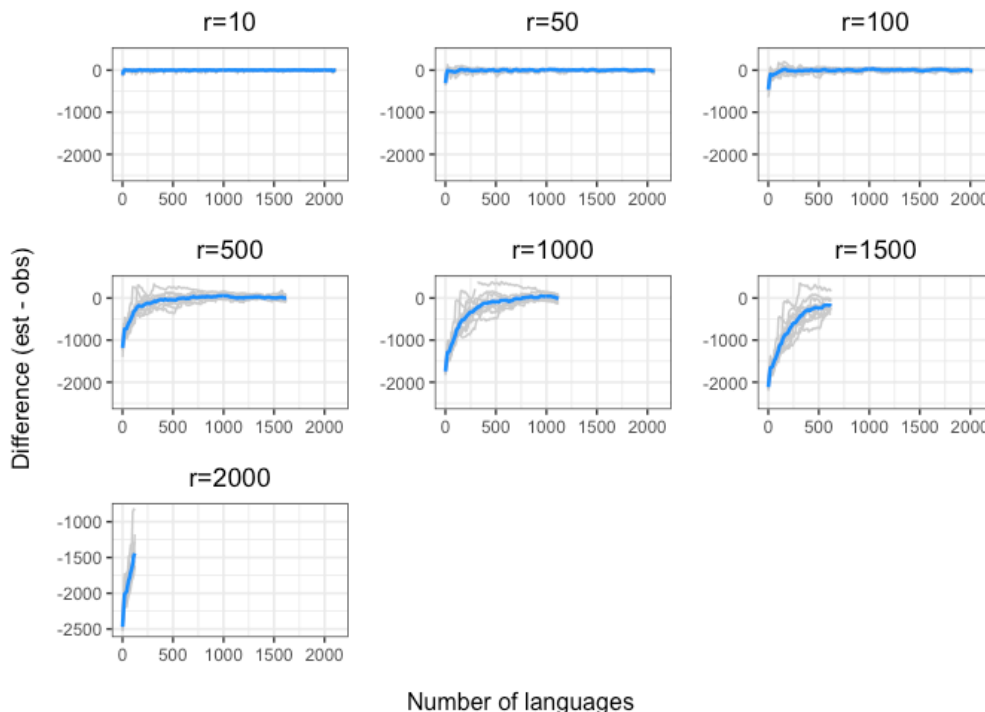 r=10 r=50 r=100
0 0 0
-1000 -1000 -1000
-2000 -2000 -2000
0 500 1000 1500 2000 0 500 1000 1500 2000 0 500 1000 1500 2000
r=500 r=1000 r=1500
0 0 0
-1000 -1000 -1000
-2000 -2000 -2000
0 500 1000 1500 2000 0 500 1000 1500 2000 0 500 1000 1500 2000
Difference (est - obs)
r=2000
-1000
-1500
-2000
-2500
0 500 1000 1500 2000
Number of languages